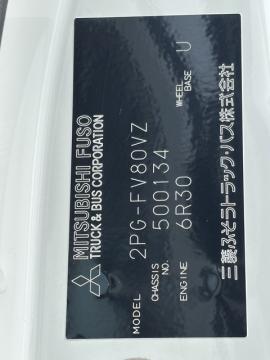 MITSUBISHI FUSO
TRUCK & BUS CORPORATION
MODEL 2PG-FV80VZ
CHASSIS NO. 500134
ENGINE 6R30 WHEEL BASE U
三菱ふそうトラック・バス株式会社